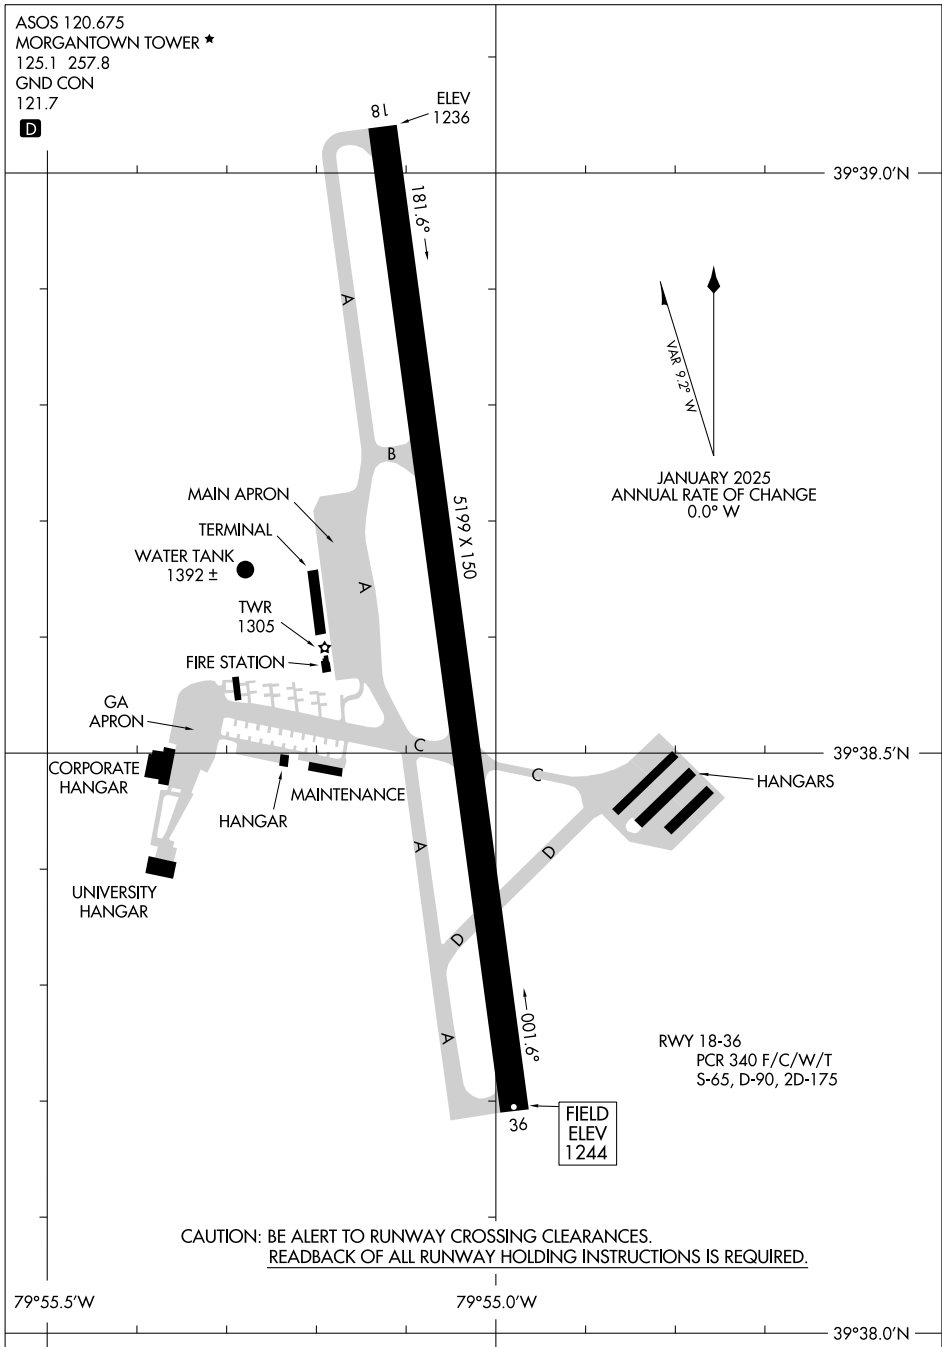 ASOS 120.675
MORGANTOWN TOWER ★
125.1 257.8
GND CON
121.7
D
18
ELEV
1236
39°39.0'N
181.6°
A
VAR 9.2° W
B
JANUARY 2025
ANNUAL RATE OF CHANGE
0.0° W
MAIN APRON
5199 X 150
TERMINAL
WATER TANK
1392 ±
A
TWR
1305
FIRE STATION
GA
APRON
C
39°38.5'N
CORPORATE
HANGAR
C
HANGARS
MAINTENANCE
HANGAR
A
D
UNIVERSITY
HANGAR
D
001.6°
A
RWY 18-36
PCR 340 F/C/W/T
S-65, D-90, 2D-175
36
FIELD
ELEV
1244
CAUTION: BE ALERT TO RUNWAY CROSSING CLEARANCES.
READBACK OF ALL RUNWAY HOLDING INSTRUCTIONS IS REQUIRED.
79°55.5'W
79°55.0'W
39°38.0'N